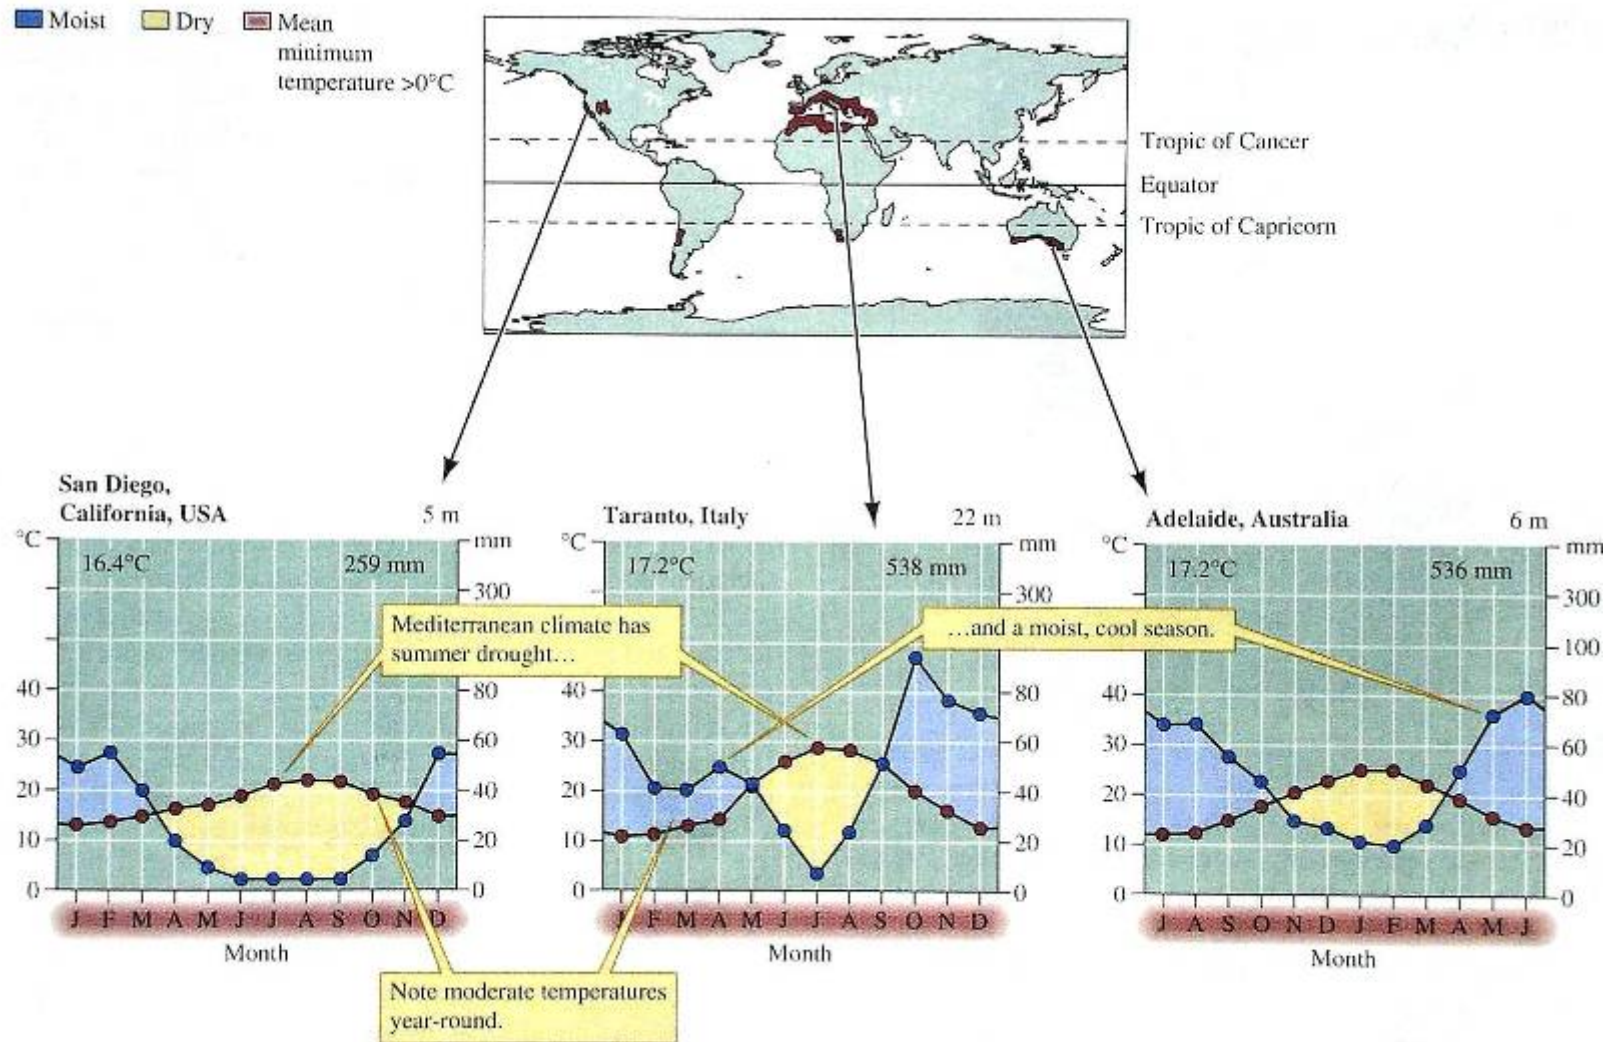 Moist
Dry
Mean
minimum
temperature >0°C
Tropic of Cancer
Equator
Tropic of Capricorn
San Diego,
California, USA
5 m
°C
mm
16.4°C
259 mm
300
40
30
20
10
0
80
60
40
20
0
J F M A M J J A S O N D
Month
Taranto, Italy
22 m
°C
mm
17.2°C
538 mm
300
40
30
20
10
0
80
60
40
20
0
J F M A M J J A S O N D
Month
Adelaide, Australia
6 m
°C
mm
17.2°C
536 mm
300
100
40
30
20
10
0
80
60
40
20
0
J A S O N D J F M A M J
Month
Mediterranean climate has
summer drought…
…and a moist, cool season.
Note moderate temperatures
year-round.